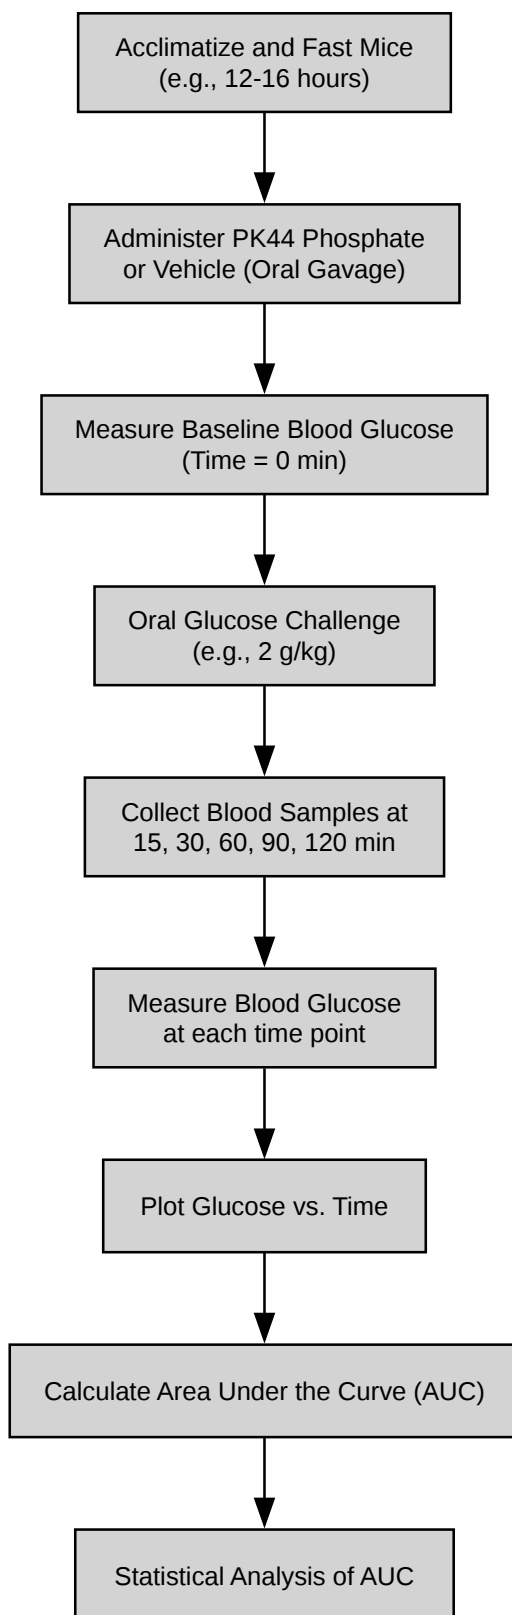 Acclimatize and Fast Mice
(e.g., 12-16 hours)
Administer PK44 Phosphate
or Vehicle (Oral Gavage)
Measure Baseline Blood Glucose
(Time = 0 min)
Oral Glucose Challenge
(e.g., 2 g/kg)
Collect Blood Samples at
15, 30, 60, 90, 120 min
Measure Blood Glucose
at each time point
Plot Glucose vs. Time
Calculate Area Under the Curve (AUC)
Statistical Analysis of AUC